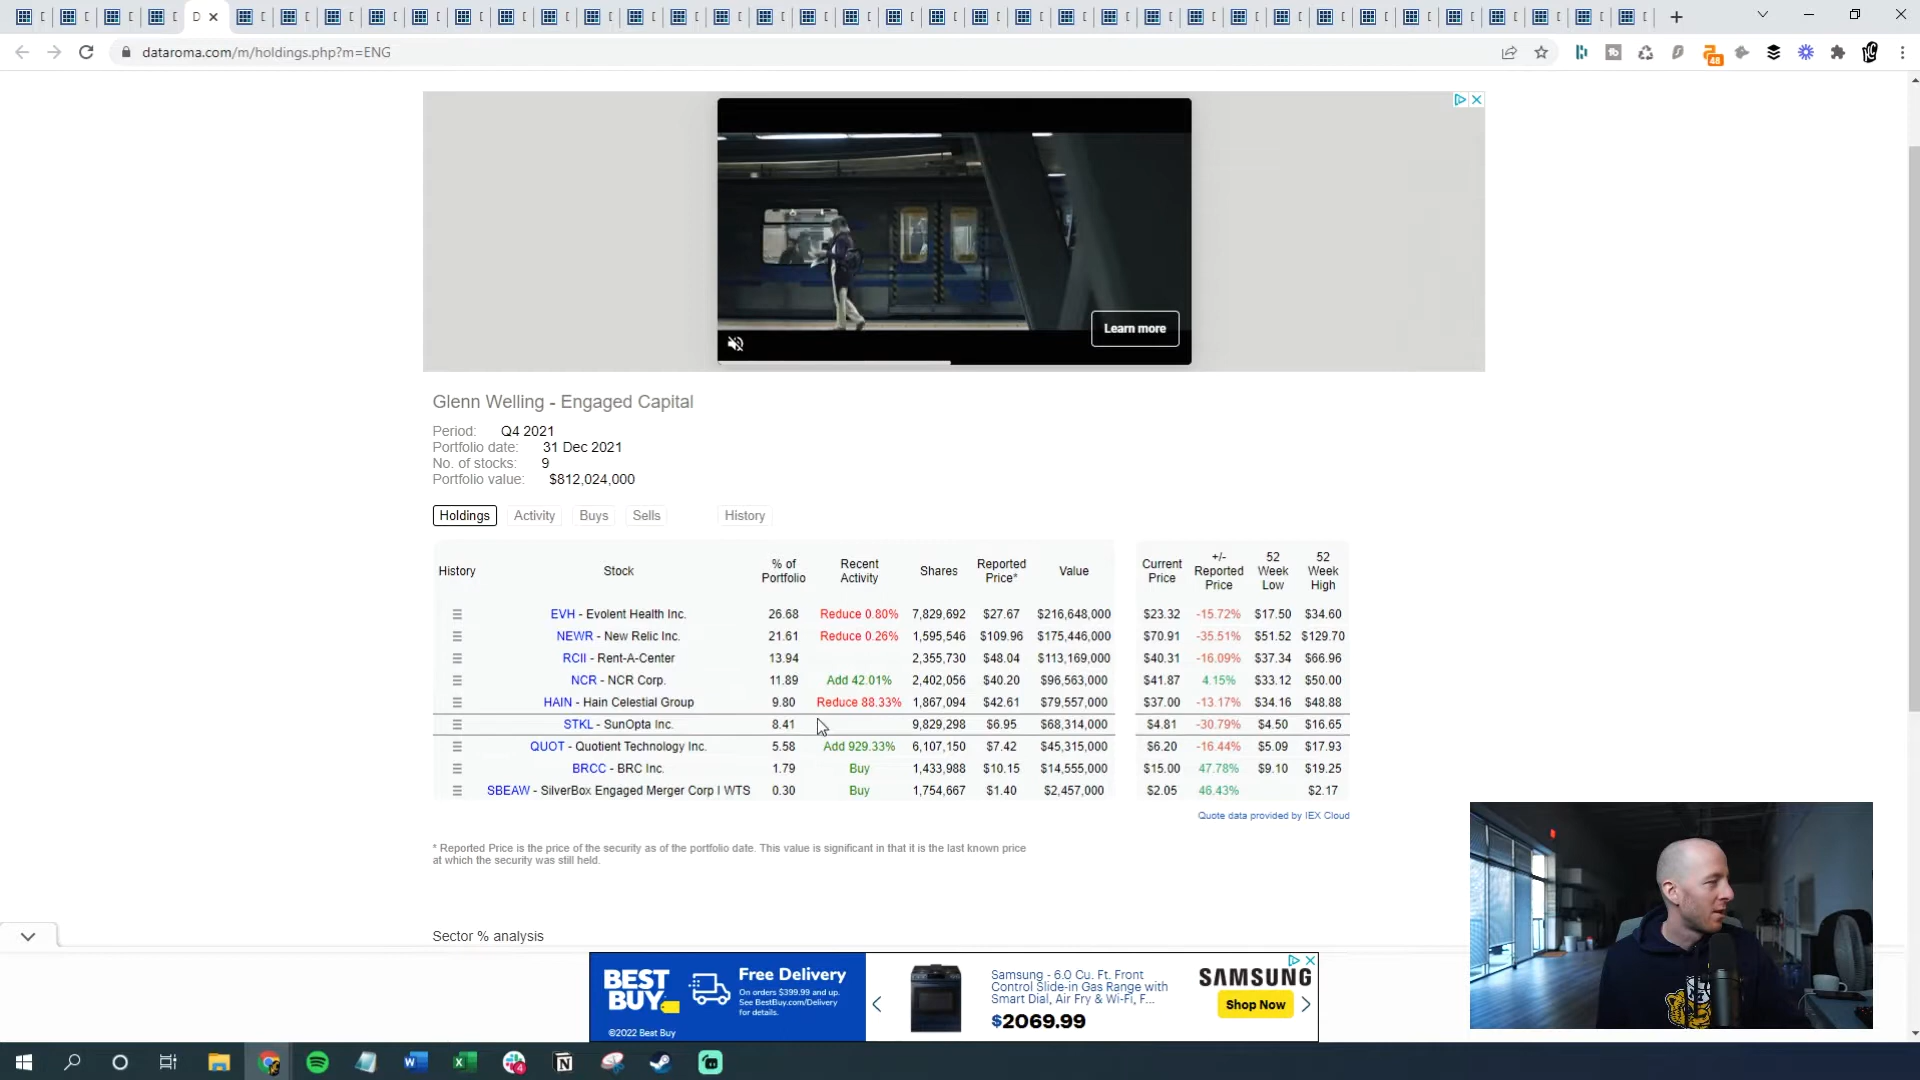 dataroma.com/m/holdings.php?m=ENG
48
Learn more
Glenn Welling - Engaged Capital
Period: Q4 2021
Portfolio date: 31 Dec 2021
No. of stocks: 9
Portfolio value: $812,024,000
Holdings Activity Buys Sells History
History Stock % of Portfolio Recent Activity Shares Reported Price* Value Current Price +/- Reported Price 52 Week Low 52 Week High
EVH - Evolent Health Inc. 26.68 Reduce 0.80% 7,829,692 $27.67 $216,648,000 $23.32 -15.72% $17.50 $34.60
NEWR - New Relic Inc. 21.61 Reduce 0.26% 1,595,546 $109.96 $175,446,000 $70.91 -35.51% $51.52 $129.70
RCII - Rent-A-Center 13.94 2,355,730 $48.04 $113,169,000 $40.31 -16.09% $37.34 $66.96
NCR - NCR Corp. 11.89 Add 42.01% 2,402,056 $40.20 $96,563,000 $41.87 4.15% $33.12 $50.00
HAIN - Hain Celestial Group 9.80 Reduce 88.33% 1,867,094 $42.61 $79,557,000 $37.00 -13.17% $34.16 $48.88
STKL - SunOpta Inc. 8.41 9,829,298 $6.95 $68,314,000 $4.81 -30.79% $4.50 $16.65
QUOT - Quotient Technology Inc. 5.58 Add 929.33% 6,107,150 $7.42 $45,315,000 $6.20 -16.44% $5.09 $17.93
BRCC - BRC Inc. 1.79 Buy 1,433,988 $10.15 $14,555,000 $15.00 47.78% $9.10 $19.25
SBEAW - SilverBox Engaged Merger Corp I WTS 0.30 Buy 1,754,667 $1.40 $2,457,000 $2.05 46.43% $2.17
Quote data provided by IEX Cloud
* Reported Price is the price of the security as of the portfolio date. This value is significant in that it is the last known price
at which the security was still held.
Sector % analysis
BEST BUY
Free Delivery
On orders $399.99 and up.
See BestBuy.com/Delivery
for details.
©2022 Best Buy
Samsung - 6.0 Cu. Ft. Front
Control Slide-in Gas Range with
Smart Dial, Air Fry & Wi-Fi, F...
$2069.99
SAMSUNG
Shop Now